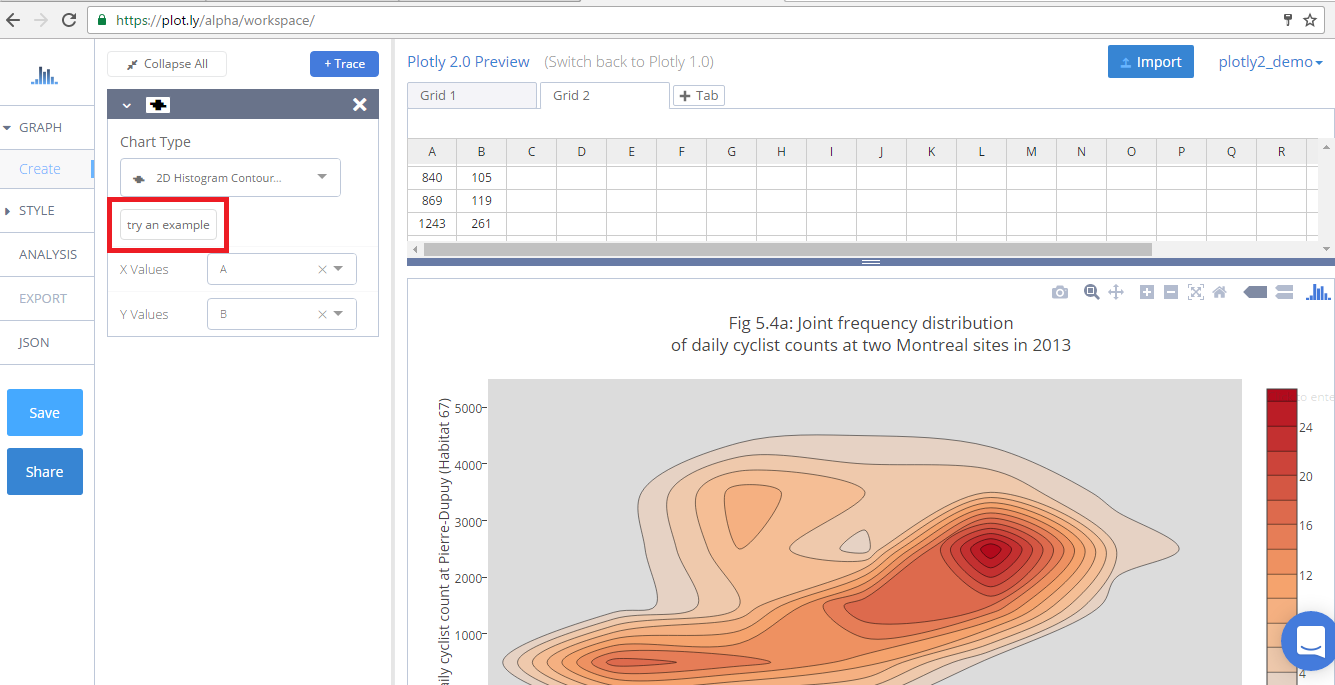 https://plot.ly/alpha/workspace/
Collapse All
+ Trace
Plotly 2.0 Preview (Switch back to Plotly 1.0)
Import
plotly2_demo
Grid 1
Grid 2
+ Tab
GRAPH
Create
STYLE
ANALYSIS
EXPORT
JSON
Save
Share
Chart Type
2D Histogram Contour...
try an example
X Values
A
Y Values
B
A B C D E F G H I J K L M N O P Q R
840 105
869 119
1243 261
Fig 5.4a: Joint frequency distribution
of daily cyclist counts at two Montreal sites in 2013
aily cyclist count at Pierre-Dupuy (Habitat 67)
5000
4000
3000
2000
1000
to ente
24
20
16
12
4